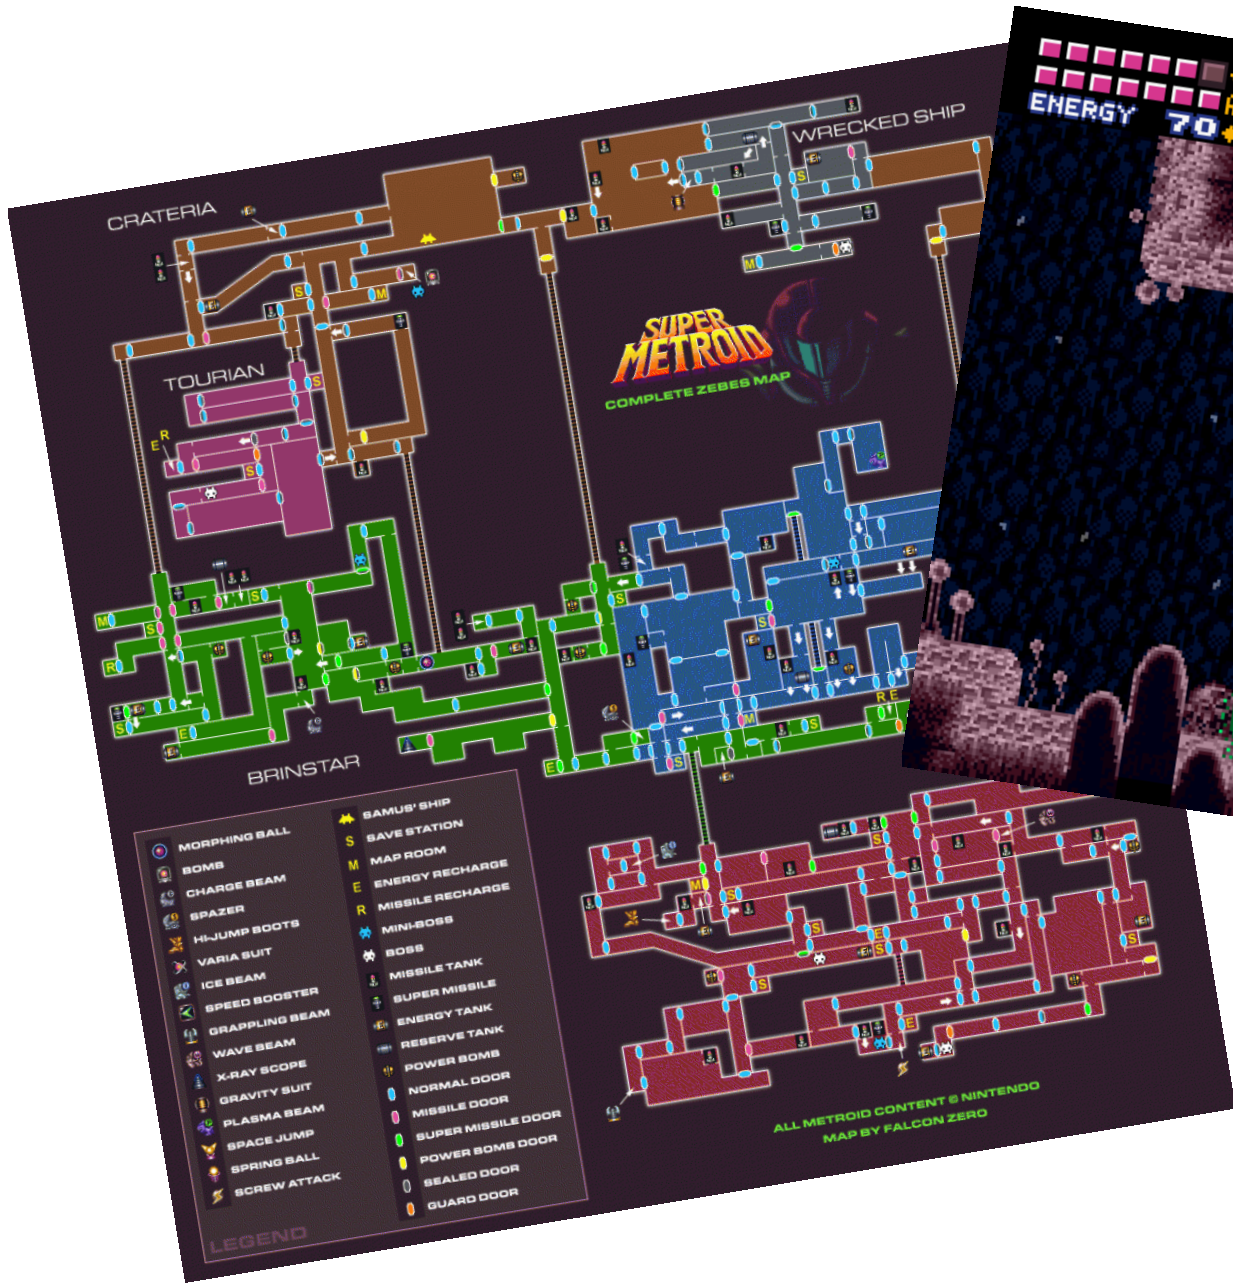 ENERGY 70
WRECKED SHIP
CRATERIA
SUPER
METROID
COMPLETE ZEBES MAP
TOURIAN
BRINSTAR
MORPHING BALL
BOMB
CHARGE BEAM
SPAZER
HI-JUMP BOOTS
VARIA SUIT
ICE BEAM
SPEED BOOSTER
GRAPPLING BEAM
WAVE BEAM
X-RAY SCOPE
GRAVITY SUIT
PLASMA BEAM
SPACE JUMP
SPRING BALL
SCREW ATTACK
SAMUS' SHIP
S SAVE STATION
M MAP ROOM
E ENERGY RECHARGE
R MISSILE RECHARGE
MINI-BOSS
BOSS
MISSILE TANK
SUPER MISSILE
ENERGY TANK
RESERVE TANK
POWER BOMB
NORMAL DOOR
MISSILE DOOR
SUPER MISSILE DOOR
POWER BOMB DOOR
SEALED DOOR
GUARD DOOR
LEGEND
ALL METROID CONTENT © NINTENDO
MAP BY FALCON ZERO